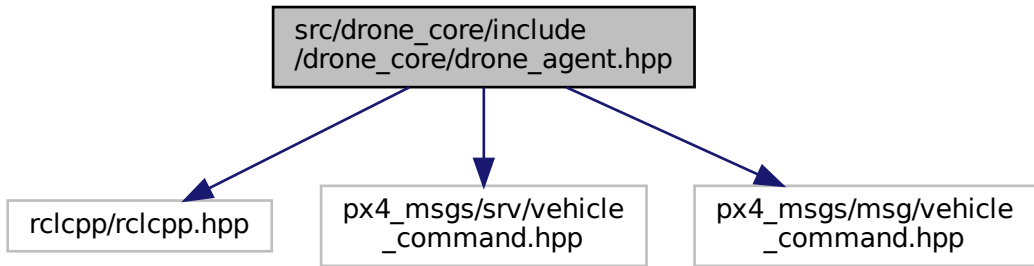 src/drone_core/include
/drone_core/drone_agent.hpp
rclcpp/rclcpp.hpp
px4_msgs/srv/vehicle
_command.hpp
px4_msgs/msg/vehicle
_command.hpp